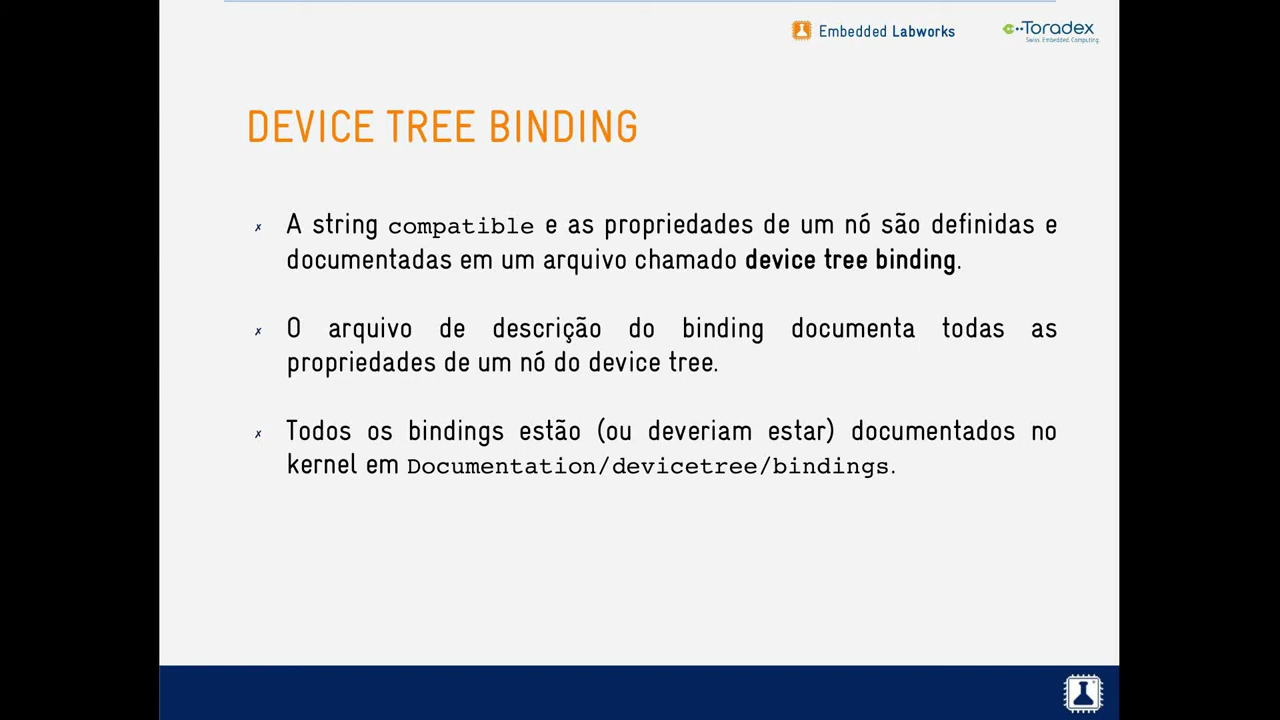 Embedded Labworks
Toradex
Swiss. Embedded. Computing.
DEVICE TREE BINDING
A string compatible e as propriedades de um nó são definidas e
documentadas em um arquivo chamado device tree binding.
O arquivo de descrição do binding documenta todas as
propriedades de um nó do device tree.
Todos os bindings estão (ou deveriam estar) documentados no
kernel em Documentation/devicetree/bindings.